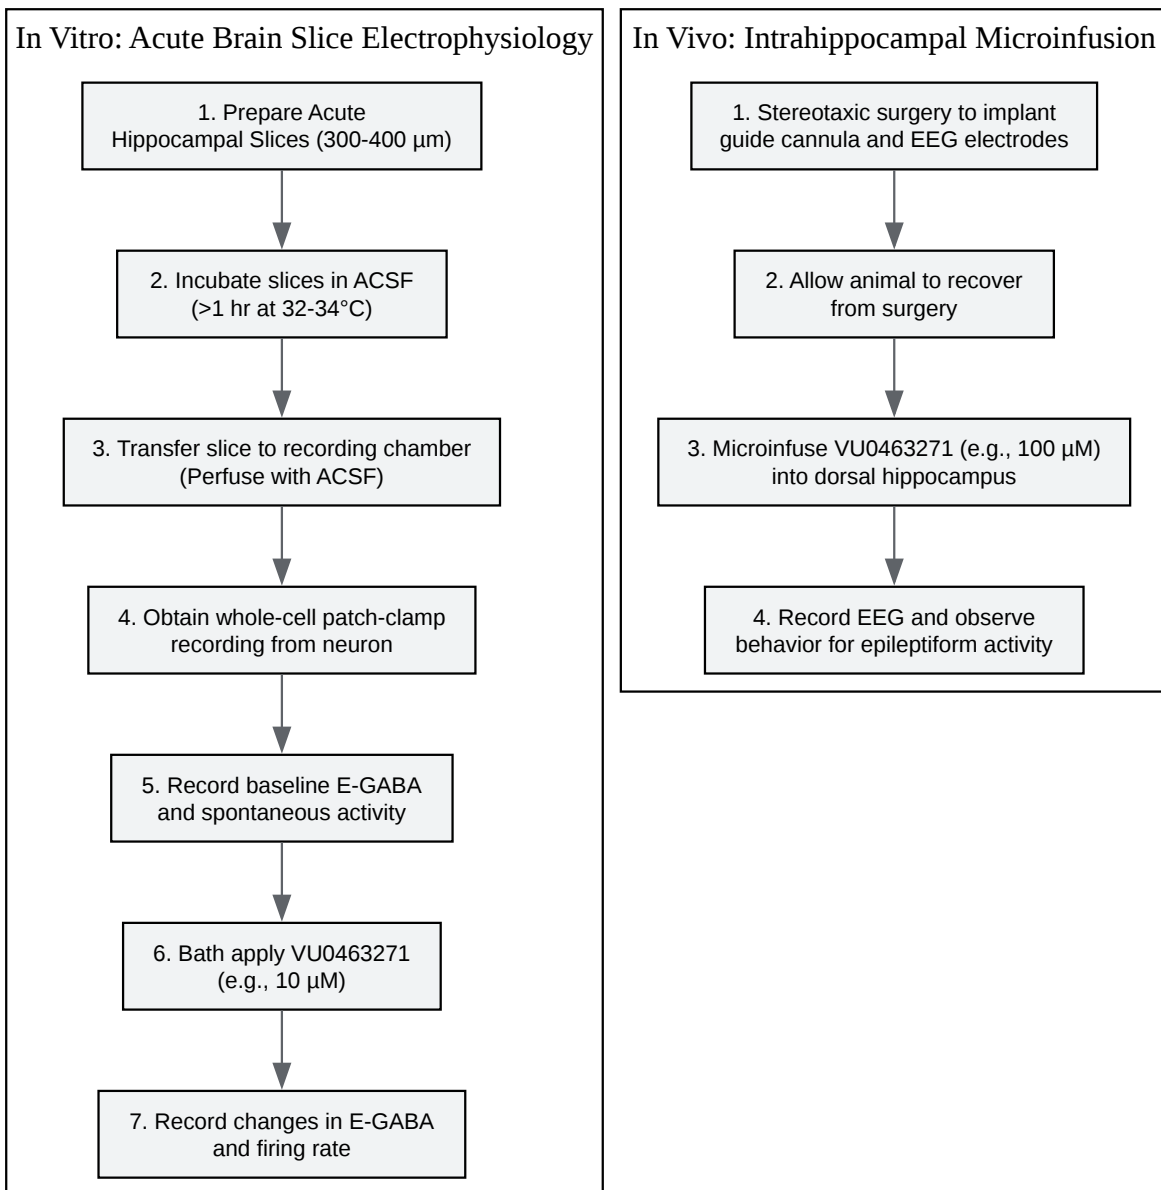 In Vitro: Acute Brain Slice Electrophysiology
1. Prepare Acute
Hippocampal Slices (300-400 µm)
2. Incubate slices in ACSF
(>1 hr at 32-34°C)
3. Transfer slice to recording chamber
(Perfuse with ACSF)
4. Obtain whole-cell patch-clamp
recording from neuron
5. Record baseline E-GABA
and spontaneous activity
6. Bath apply VU0463271
(e.g., 10 µM)
7. Record changes in E-GABA
and firing rate
In Vivo: Intrahippocampal Microinfusion
1. Stereotaxic surgery to implant
guide cannula and EEG electrodes
2. Allow animal to recover
from surgery
3. Microinfuse VU0463271 (e.g., 100 µM)
into dorsal hippocampus
4. Record EEG and observe
behavior for epileptiform activity